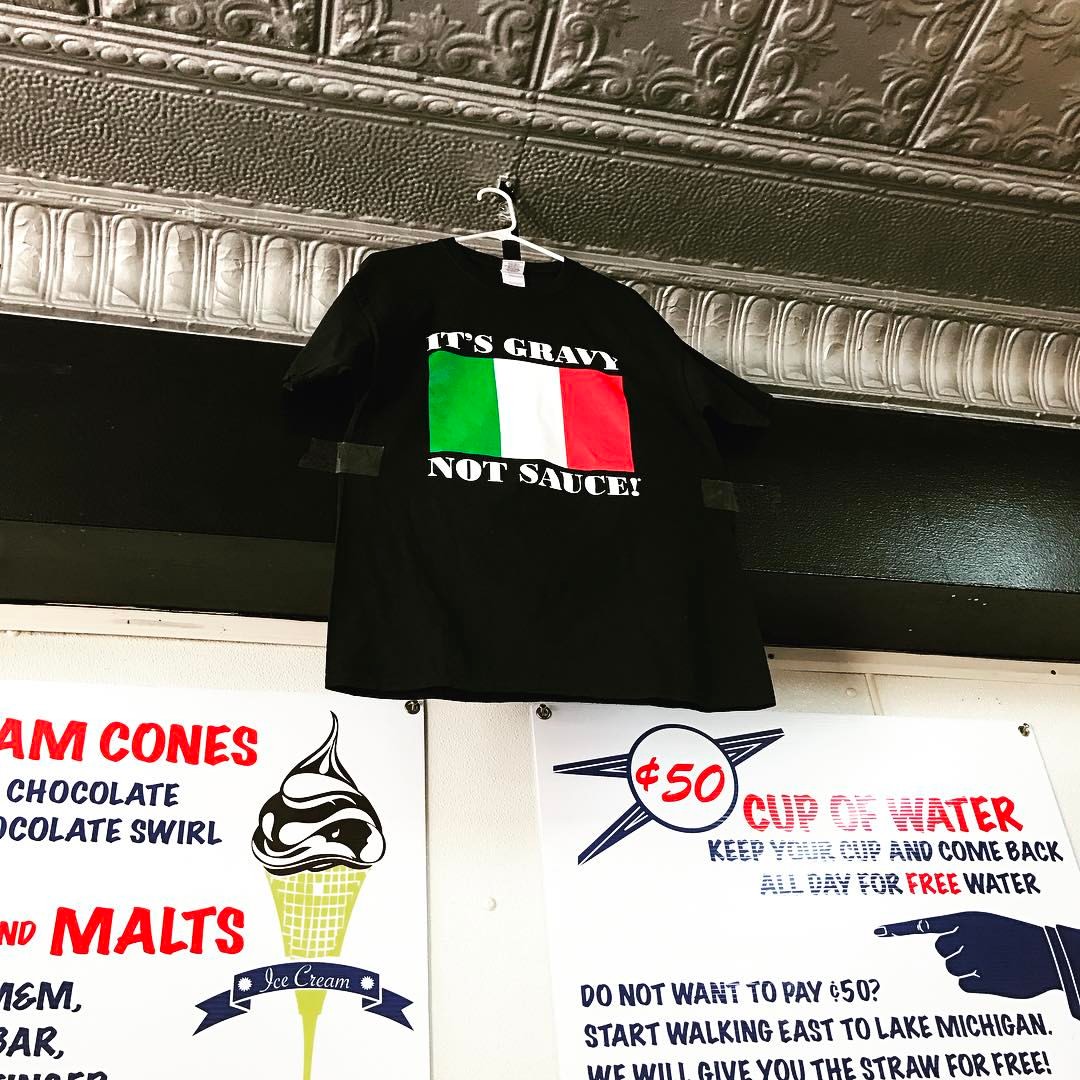 IT'S GRAVY
NOT SAUCE!
AM CONES
CHOCOLATE
OCOLATE SWIRL
ND MALTS
M&M,
BAR,
Ice Cream
¢50
CUP OF WATER
KEEP YOUR CUP AND COME BACK
ALL DAY FOR FREE WATER
DO NOT WANT TO PAY ¢50?
START WALKING EAST TO LAKE MICHIGAN.
WE WILL GIVE YOU THE STRAW FOR FREE!